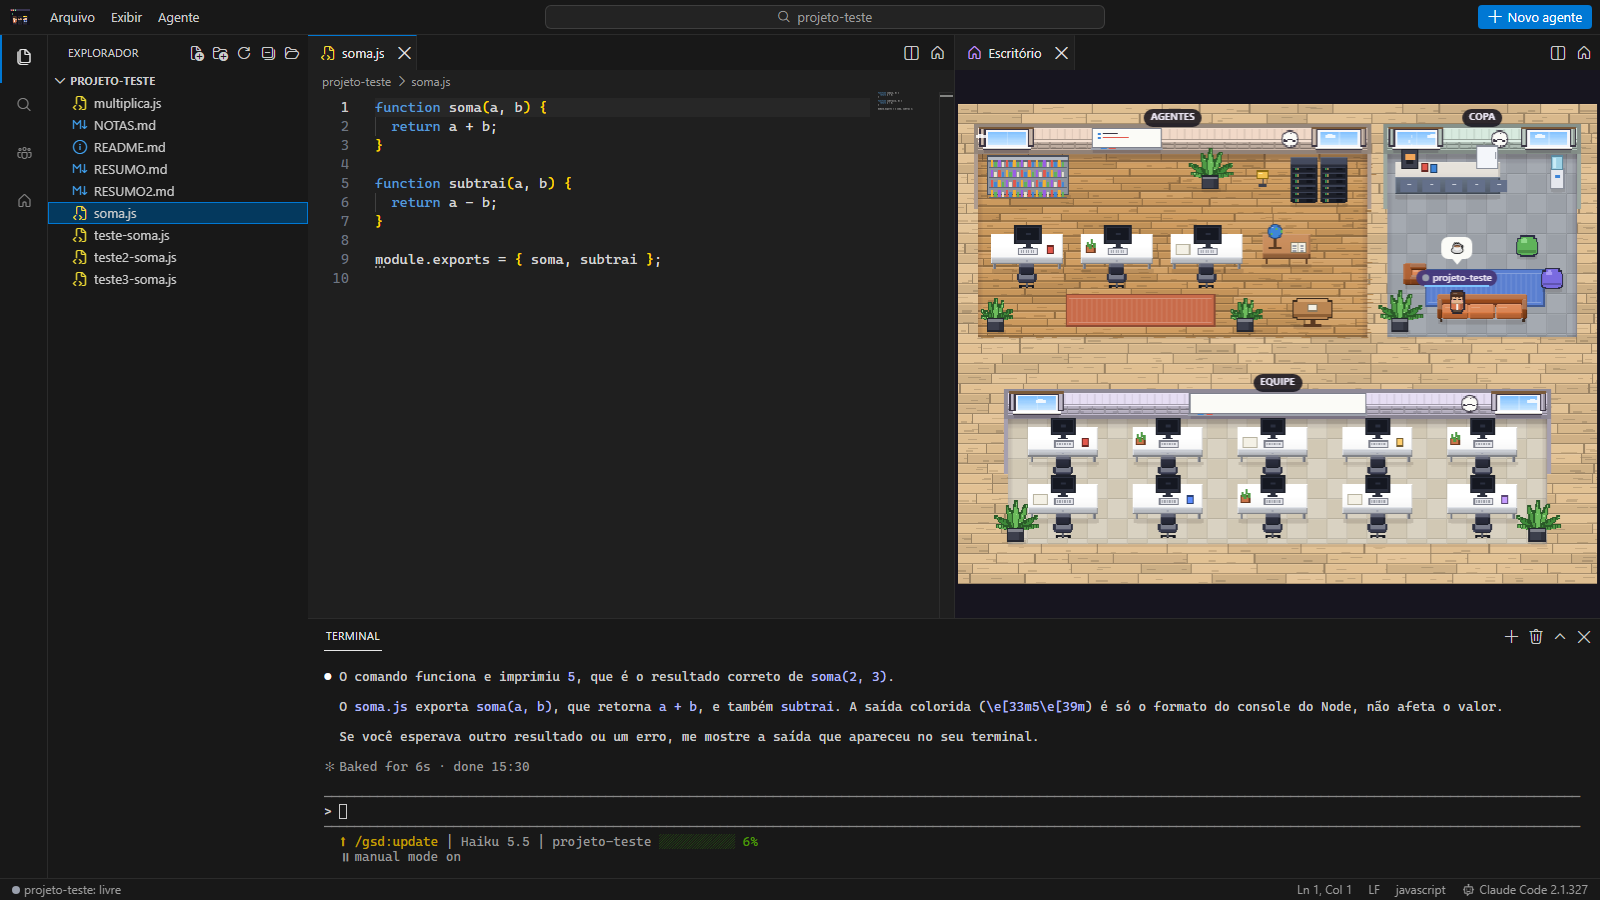 Arquivo Exibir Agente
projeto-teste
Novo agente
EXPLORADOR
PROJETO-TESTE
multiplica.js
NOTAS.md
README.md
RESUMO.md
RESUMO2.md
soma.js
teste-soma.js
teste2-soma.js
teste3-soma.js
soma.js
projeto-teste > soma.js
1 function soma(a, b) {
2 return a + b;
3 }
4
5 function subtrai(a, b) {
6 return a - b;
7 }
8
9 module.exports = { soma, subtrai };
10
Escritório
AGENTES
COPA
projeto-teste
EQUIPE
TERMINAL
● O comando funciona e imprimiu 5, que é o resultado correto de soma(2, 3).
O soma.js exporta soma(a, b), que retorna a + b, e também subtrai. A saída colorida (\e[33m5\e[39m) é só o formato do console do Node, não afeta o valor.
Se você esperava outro resultado ou um erro, me mostre a saída que apareceu no seu terminal.
✻ Baked for 6s · done 15:30
>
⬆ /gsd:update | Haiku 5.5 | projeto-teste 6%
⏸ manual mode on
projeto-teste: livre
Ln 1, Col 1 LF javascript Claude Code 2.1.327